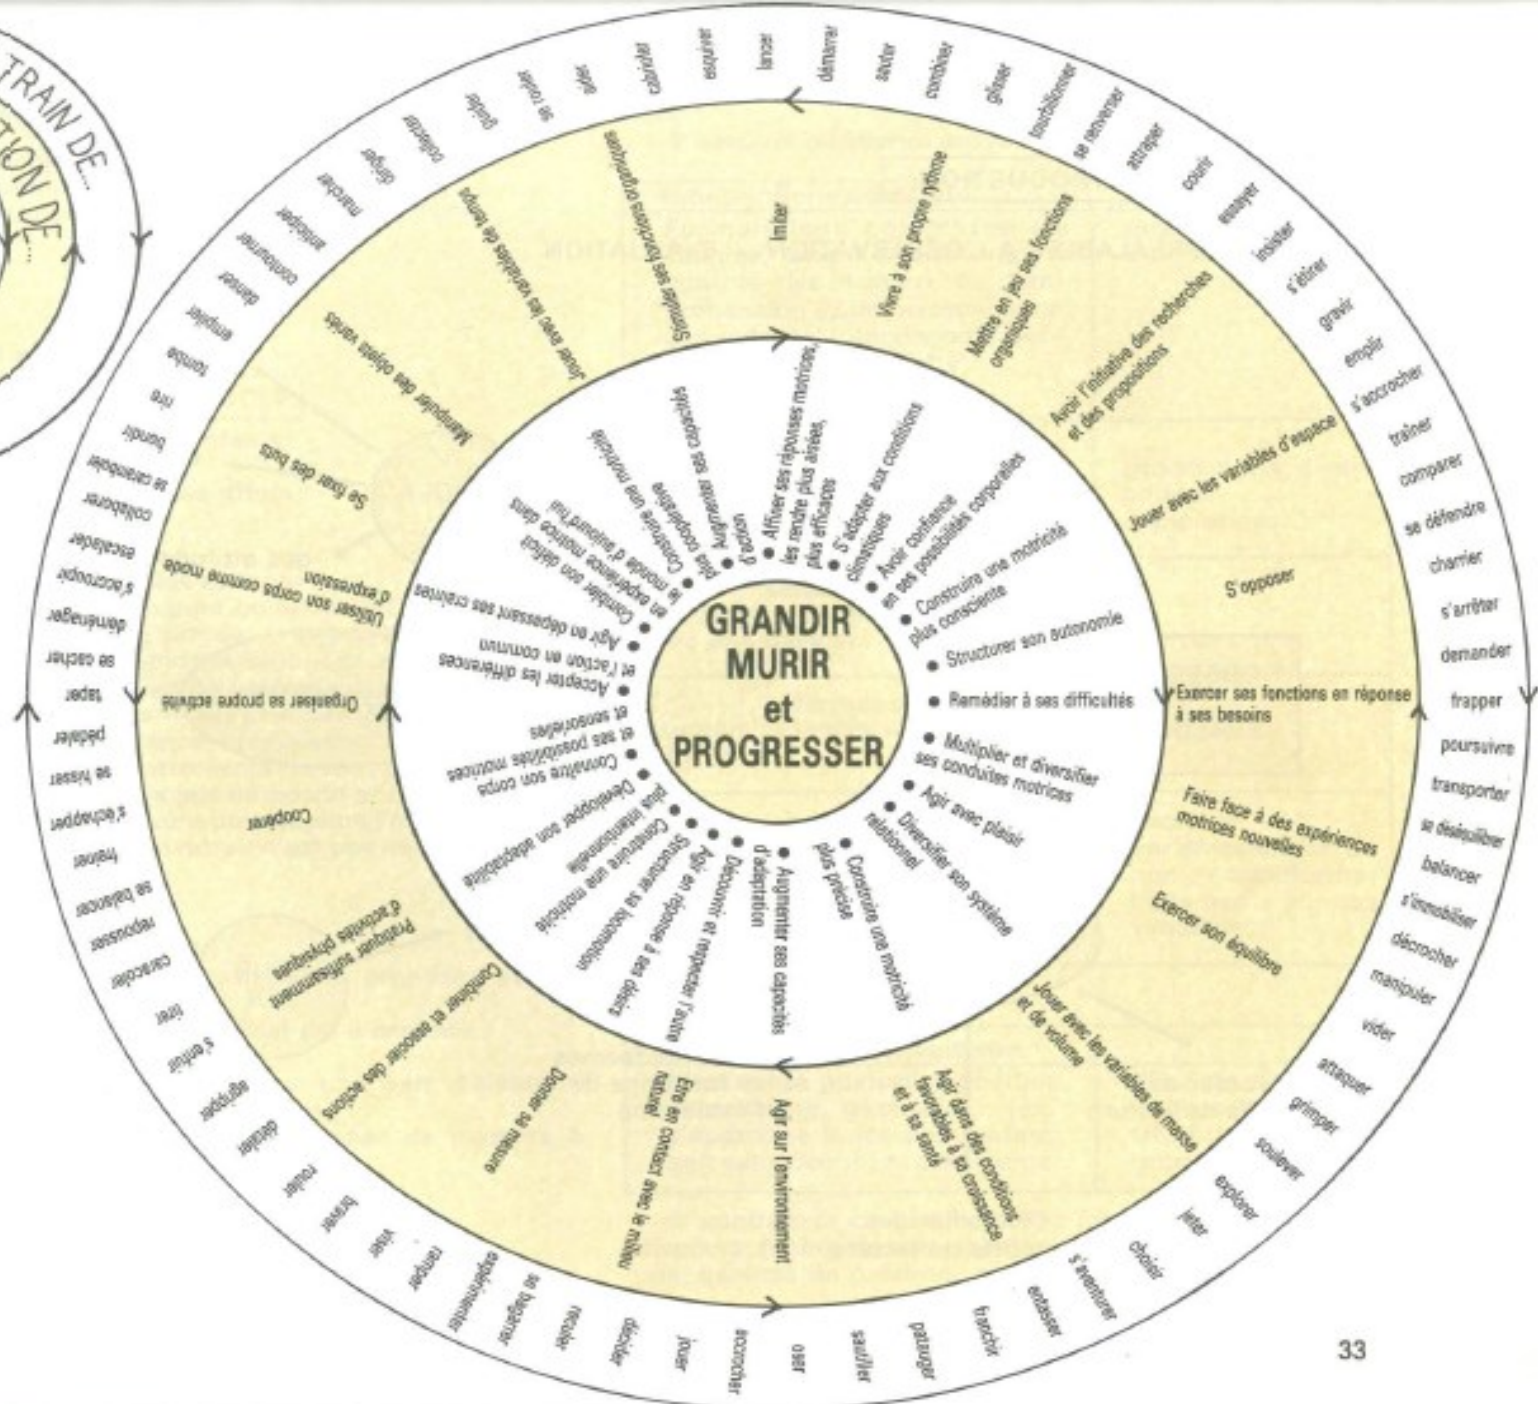 TRAIN DE...
TION DE...
GRANDIR
MURIR
et
PROGRESSER
• Affiner ses réponses motrices,
les rendre plus aisées,
plus efficaces
• S'adapter aux conditions
climatiques
• Avoir confiance
en ses possibilités corporelles
• Construire une motricité
plus consciente
• Structurer son autonomie
• Remédier à ses difficultés
• Multiplier et diversifier
ses conduites motrices
• Agir avec plaisir
• Diversifier son système
relationnel
• Construire une motricité
plus précise
• Augmenter ses capacités
d'adaptation
• Découvrir et respecter l'autre
• Agir en réponse à ses désirs
• Structurer sa locomotion
• Construire une motricité
plus intentionnelle
• Développer son adaptabilité
• Connaître son corps
et ses possibilités motrices
et sensorielles
• Accepter les différences
et l'action en commun
• Agir en dépassant ses craintes
• Combler son déficit
en expérience motrice dans
le monde d'aujourd'hui
• Construire une motricité
plus coopérative
• Augmenter ses capacités
d'action
Imiter
Vivre à son propre rythme
Mettre en jeu ses fonctions
organiques
Avoir l'initiative des recherches
et des propositions
Jouer avec les variables d'espace
S'opposer
Exercer ses fonctions en réponse
à ses besoins
Faire face à des expériences
motrices nouvelles
Exercer son équilibre
Jouer avec les variables de masse
et de volume
Agir dans des conditions
favorables à sa croissance
et à sa santé
Agir sur l'environnement
Etre en contact avec le milieu
naturel
Donner sa mesure
Combiner et associer des actions
Pratiquer suffisamment
d'activités physiques
Coopérer
Organiser sa propre activité
Utiliser son corps comme mode
d'expression
Se fixer des buts
Manipuler des objets variés
Jouer avec les variables de temps
Stimuler ses fonctions organiques
lancer
démarrer
sauter
combiner
glisser
tourbillonner
se renverser
attraper
courir
essayer
insister
s'étirer
gravir
emplir
s'accrocher
traîner
comparer
se défendre
charrier
s'arrêter
demander
frapper
poursuivre
transporter
se déséquilibrer
balancer
s'immobiliser
décrocher
manipuler
vider
attaquer
grimper
soulever
explorer
jeter
choisir
s'aventurer
entasser
franchir
patauger
sautiller
oser
accrocher
jouer
décider
reculer
se bagarrer
expérimenter
ramper
viser
braver
rouler
détaler
agripper
s'enfuir
tirer
caracoler
repousser
se balancer
freiner
s'échapper
se hisser
pédaler
taper
se cacher
déménager
s'accroupir
escalader
collaborer
se caramboler
bondir
rire
tombe
empiler
danser
contourner
anticiper
marcher
diriger
collecter
guider
se rouler
aider
cabrioler
esquiver
33